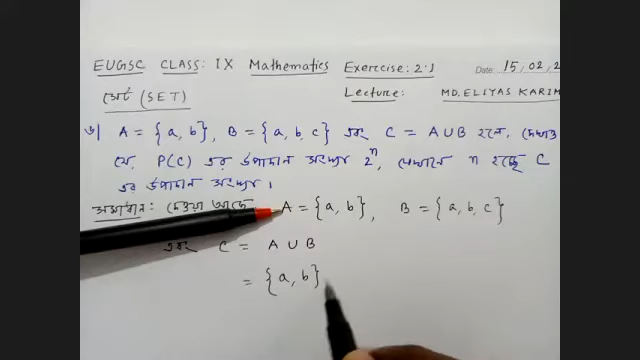 EUGSC CLASS: IX Mathematics Exercise: 2.1 Date: 15, 02, 2
সেট (SET) Lecture: MD. ELIYAS KARIM
৩| A = {a, b}, B = {a, b, c} এবং C = A ∪ B হলে, দেখাও
যে, P(C) এর উপাদান সংখ্যা 2ⁿ, যেখানে n হচ্ছে C
এর উপাদান সংখ্যা।
সমাধান: দেওয়া আছে A = {a, b}, B = {a, b, c}
এবং C = A ∪ B
= {a, b}